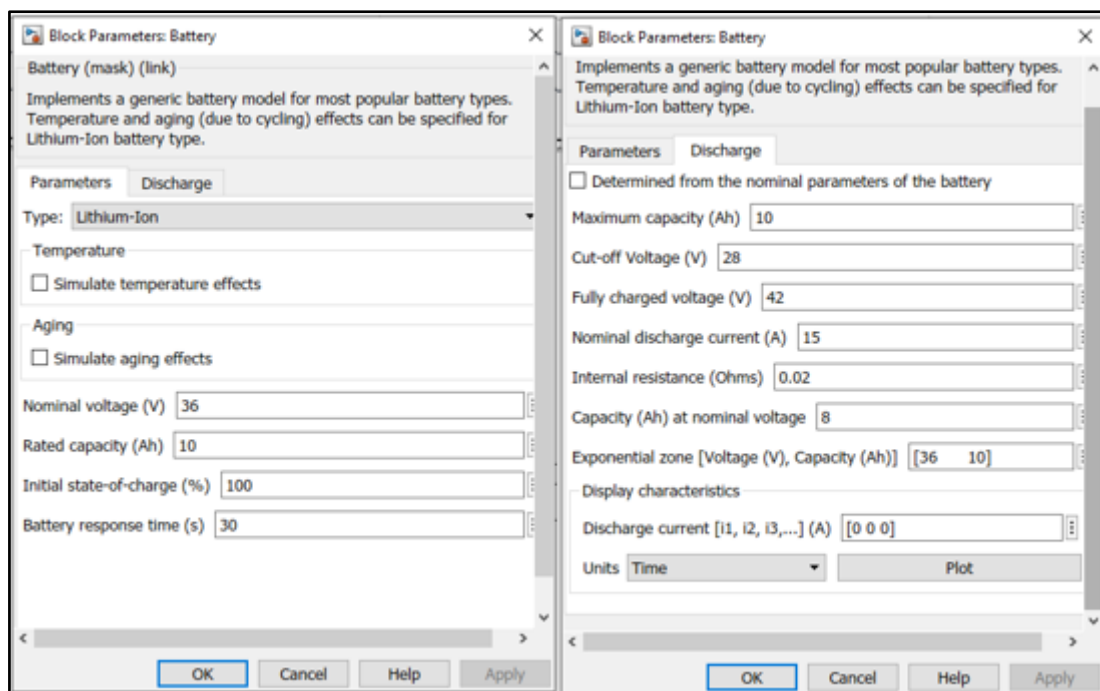 Block Parameters: Battery
Battery (mask) (link)
Implements a generic battery model for most popular battery types.
Temperature and aging (due to cycling) effects can be specified for
Lithium-Ion battery type.
Parameters Discharge
Type: Lithium-Ion
Temperature
Simulate temperature effects
Aging
Simulate aging effects
Nominal voltage (V) 36
Rated capacity (Ah) 10
Initial state-of-charge (%) 100
Battery response time (s) 30
OK Cancel Help Apply
Block Parameters: Battery
Implements a generic battery model for most popular battery types.
Temperature and aging (due to cycling) effects can be specified for
Lithium-Ion battery type.
Parameters Discharge
Determined from the nominal parameters of the battery
Maximum capacity (Ah) 10
Cut-off Voltage (V) 28
Fully charged voltage (V) 42
Nominal discharge current (A) 15
Internal resistance (Ohms) 0.02
Capacity (Ah) at nominal voltage 8
Exponential zone [Voltage (V), Capacity (Ah)] [36 10]
Display characteristics
Discharge current [i1, i2, i3,...] (A) [0 0 0]
Units Time Plot
OK Cancel Help Apply